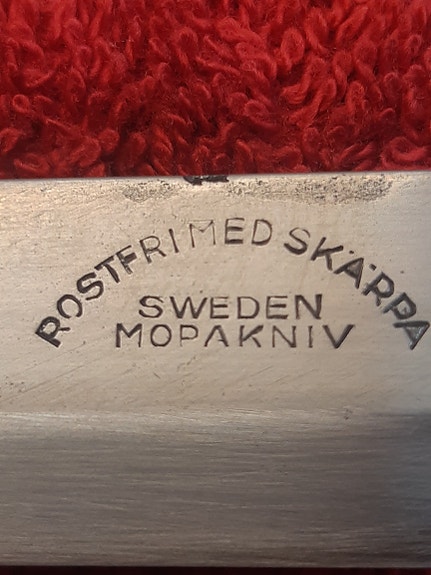 ROSTFRI MED SKÄRPA
SWEDEN
MOPAKNIV